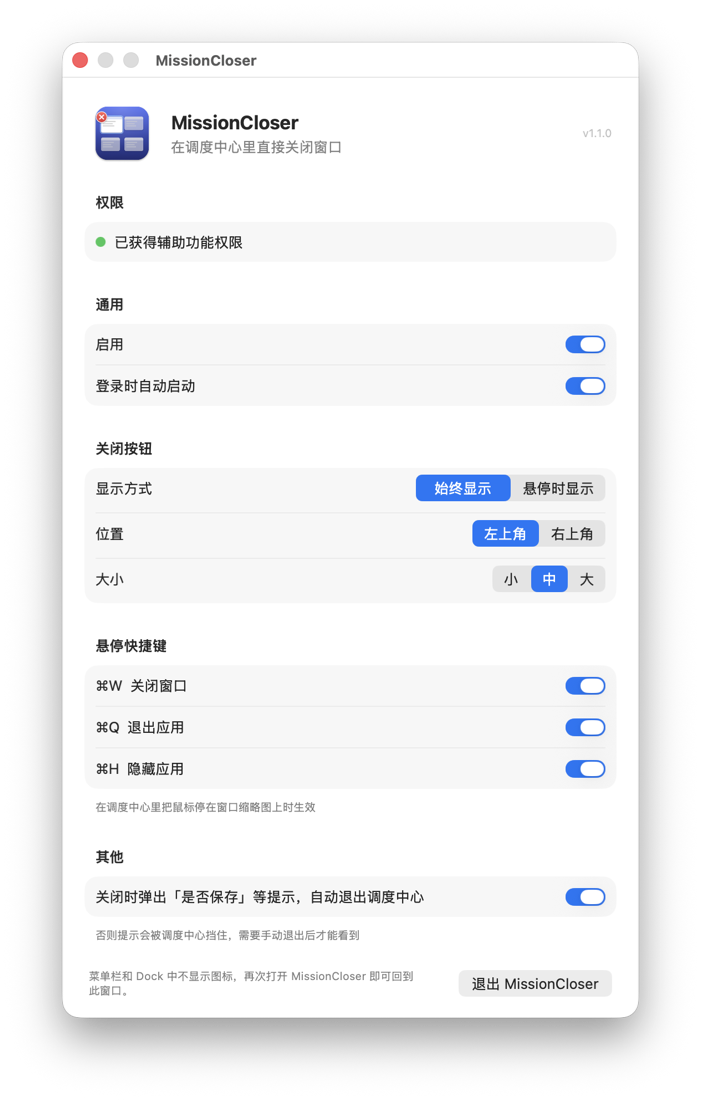 MissionCloser
MissionCloser
在调度中心里直接关闭窗口
v1.1.0
权限
已获得辅助功能权限
通用
启用
登录时自动启动
关闭按钮
显示方式
始终显示 悬停时显示
位置
左上角 右上角
大小
小 中 大
悬停快捷键
⌘W 关闭窗口
⌘Q 退出应用
⌘H 隐藏应用
在调度中心里把鼠标停在窗口缩略图上时生效
其他
关闭时弹出「是否保存」等提示，自动退出调度中心
否则提示会被调度中心挡住，需要手动退出后才能看到
菜单栏和 Dock 中不显示图标，再次打开 MissionCloser 即可回到
此窗口。
退出 MissionCloser